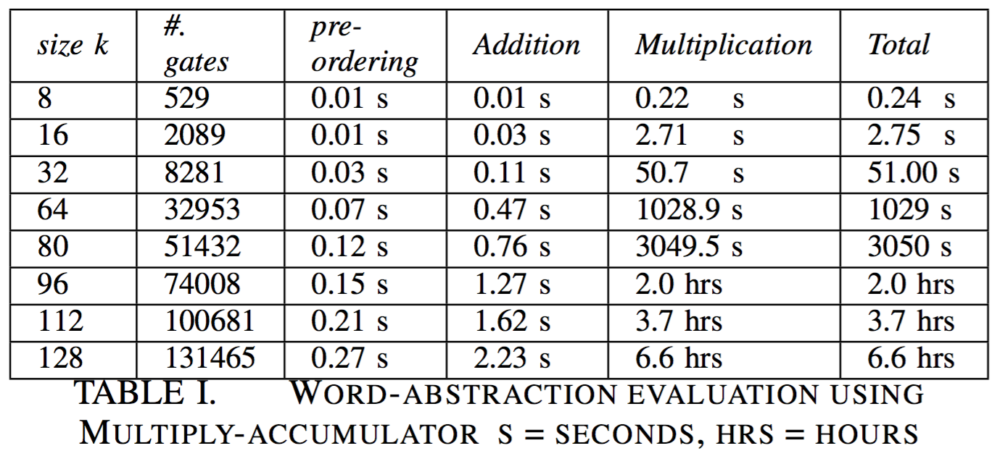 size k #. gates pre-ordering Addition Multiplication Total
8 529 0.01 s 0.01 s 0.22 s 0.24 s
16 2089 0.01 s 0.03 s 2.71 s 2.75 s
32 8281 0.03 s 0.11 s 50.7 s 51.00 s
64 32953 0.07 s 0.47 s 1028.9 s 1029 s
80 51432 0.12 s 0.76 s 3049.5 s 3050 s
96 74008 0.15 s 1.27 s 2.0 hrs 2.0 hrs
112 100681 0.21 s 1.62 s 3.7 hrs 3.7 hrs
128 131465 0.27 s 2.23 s 6.6 hrs 6.6 hrs
TABLE I. WORD-ABSTRACTION EVALUATION USING
MULTIPLY-ACCUMULATOR S = SECONDS, HRS = HOURS